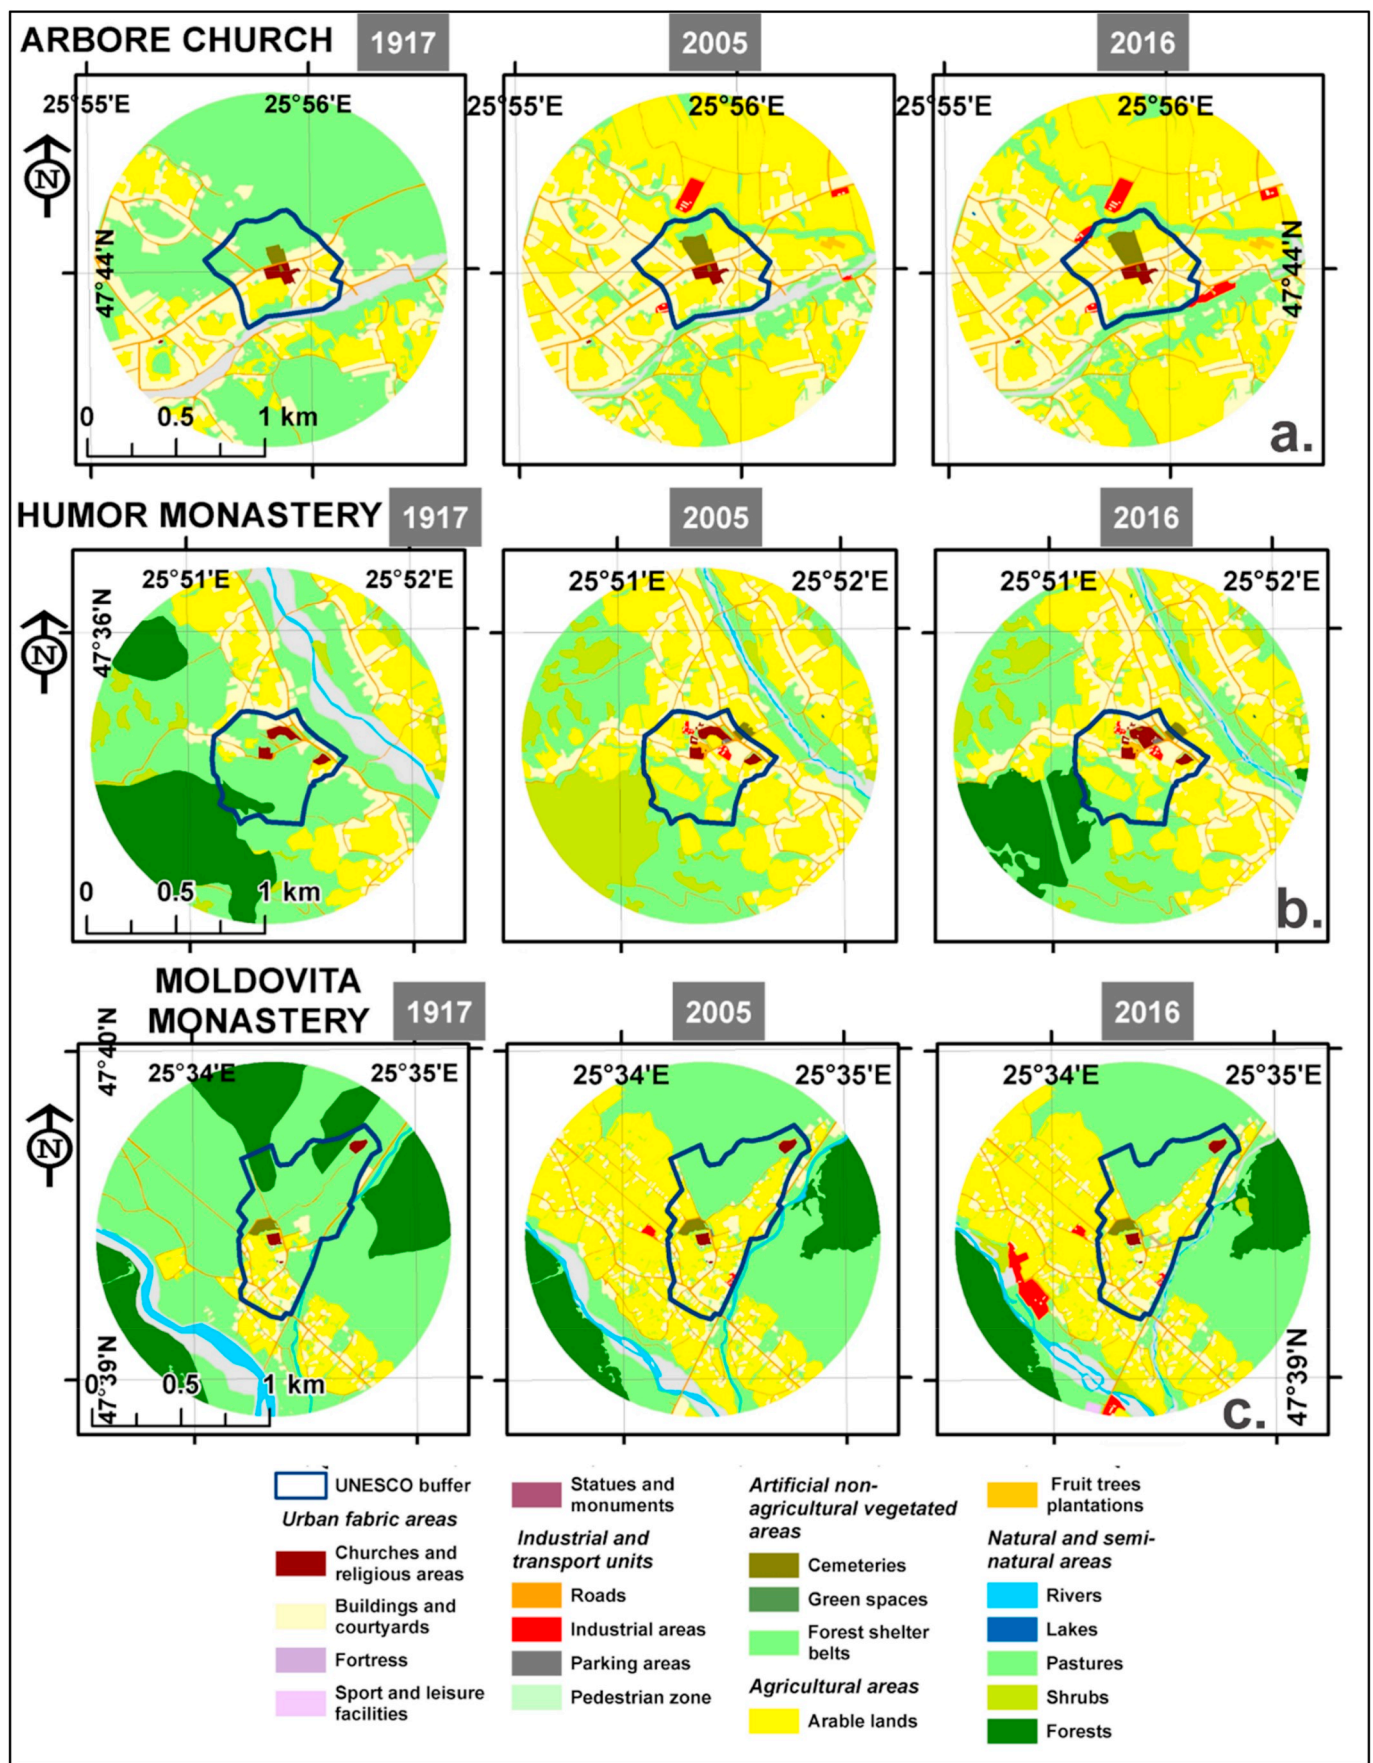 ARBORE CHURCH 1917 2005 2016
25°55'E 25°56'E 25°55'E 25°56'E 25°55'E 25°56'E
N
47°44'N 47°44'N
0 0.5 1 km
a.
HUMOR MONASTERY 1917 2005 2016
25°51'E 25°52'E 25°51'E 25°52'E 25°51'E 25°52'E
47°36'N
N
0 0.5 1 km
b.
MOLDOVITA
MONASTERY 1917 2005 2016
47°40'N
25°34'E 25°35'E 25°34'E 25°35'E 25°34'E 25°35'E
N
47°39'N 47°39'N
0 0.5 1 km
c.
UNESCO buffer
Urban fabric areas
Churches and
religious areas
Buildings and
courtyards
Fortress
Sport and leisure
facilities
Statues and
monuments
Industrial and
transport units
Roads
Industrial areas
Parking areas
Pedestrian zone
Artificial non-
agricultural vegetated
areas
Cemeteries
Green spaces
Forest shelter
belts
Agricultural areas
Arable lands
Fruit trees
plantations
Natural and semi-
natural areas
Rivers
Lakes
Pastures
Shrubs
Forests